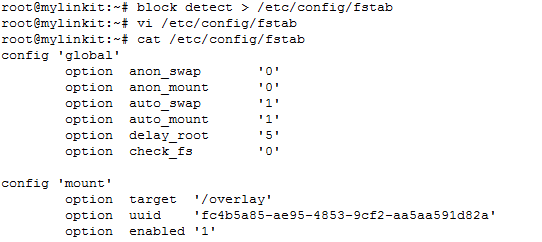 root@mylinkit:~# block detect > /etc/config/fstab
root@mylinkit:~# vi /etc/config/fstab
root@mylinkit:~# cat /etc/config/fstab
config 'global'
        option  anon_swap       '0'
        option  anon_mount      '0'
        option  auto_swap       '1'
        option  auto_mount      '1'
        option  delay_root      '5'
        option  check_fs        '0'
config 'mount'
        option  target  '/overlay'
        option  uuid    'fc4b5a85-ae95-4853-9cf2-aa5aa591d82a'
        option  enabled '1'